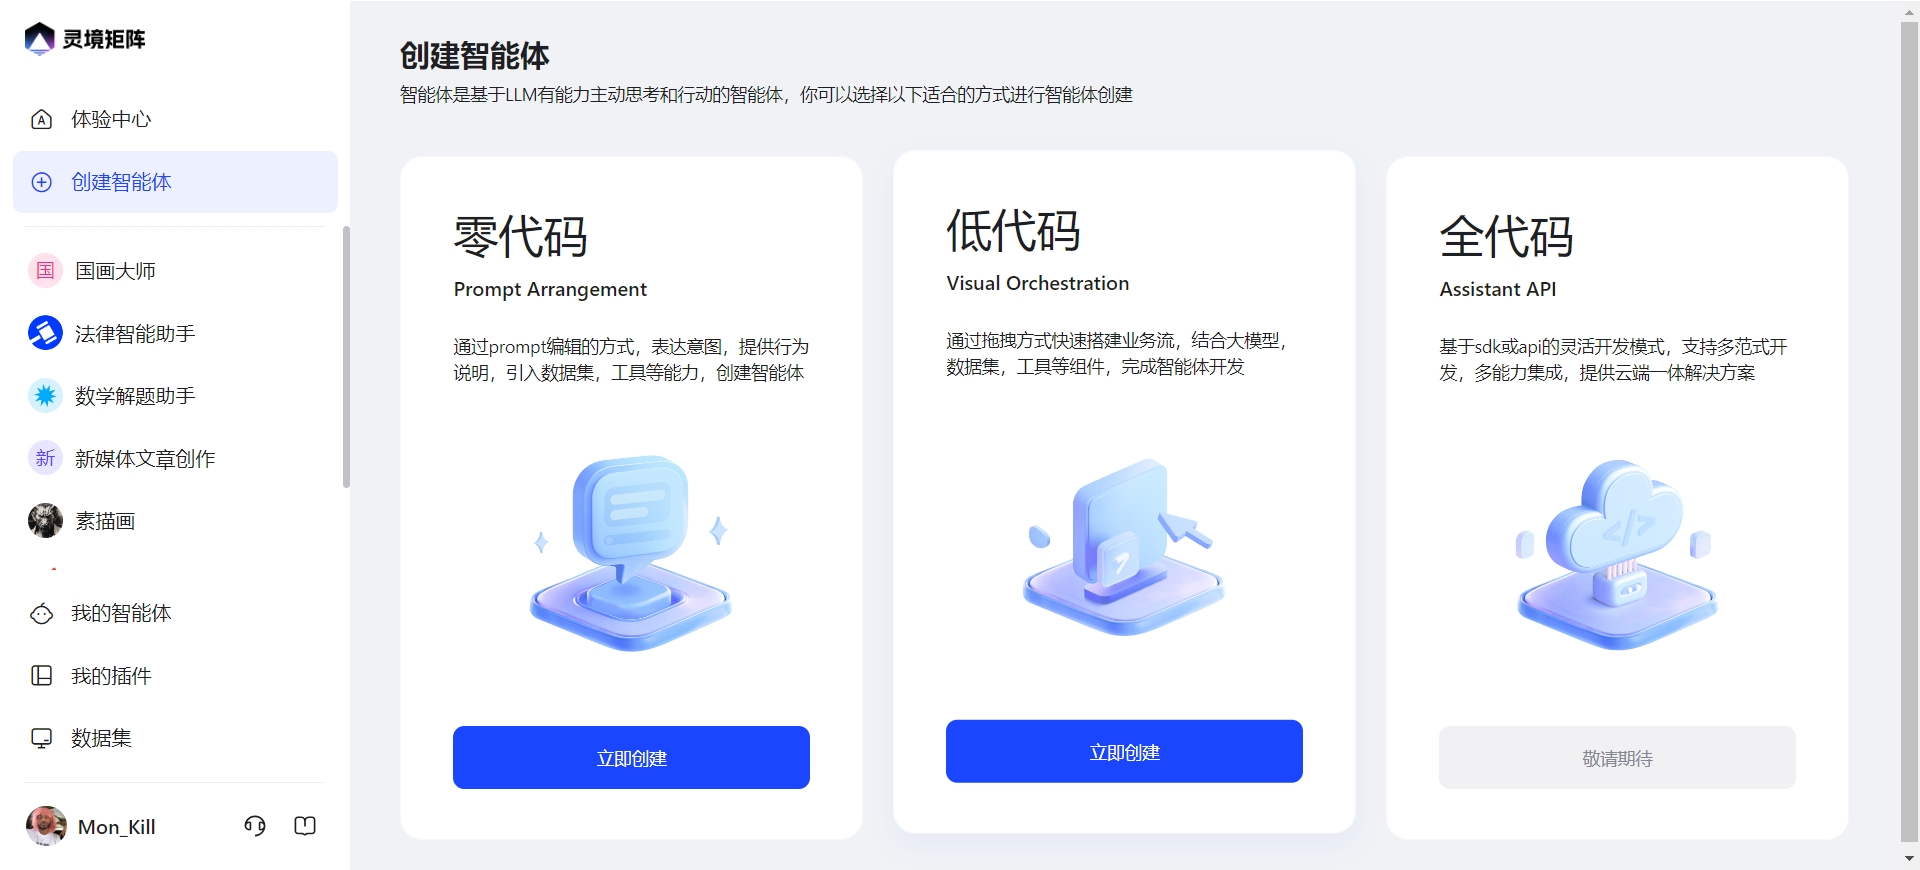 灵境矩阵
体验中心
创建智能体
国 国画大师
法律智能助手
数学解题助手
新 新媒体文章创作
素描画
我的智能体
我的插件
数据集
Mon_Kill
创建智能体
智能体是基于LLM有能力主动思考和行动的智能体，你可以选择以下适合的方式进行智能体创建
零代码
Prompt Arrangement
通过prompt编辑的方式，表达意图，提供行为
说明，引入数据集，工具等能力，创建智能体
立即创建
低代码
Visual Orchestration
通过拖拽方式快速搭建业务流，结合大模型，
数据集，工具等组件，完成智能体开发
立即创建
全代码
Assistant API
基于sdk或api的灵活开发模式，支持多范式开
发，多能力集成，提供云端一体解决方案
敬请期待